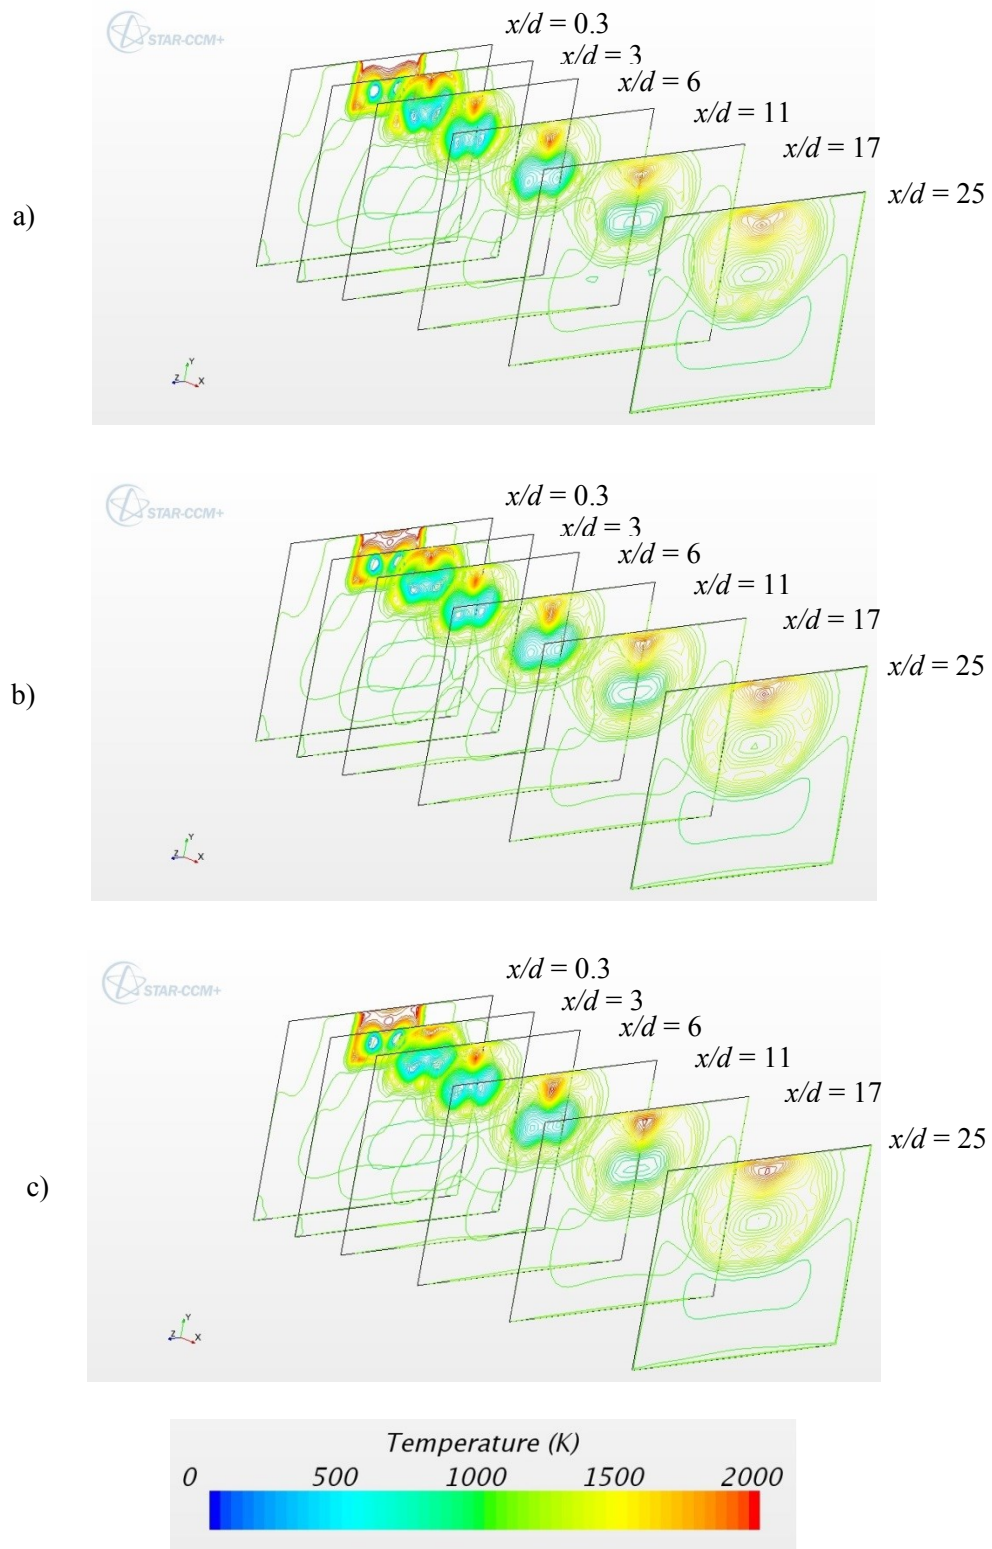 STAR-CCM+
x/d = 0.3
x/d = 3
x/d = 6
x/d = 11
x/d = 17
x/d = 25
a)
Y
Z X
STAR-CCM+
x/d = 0.3
x/d = 3
x/d = 6
x/d = 11
x/d = 17
x/d = 25
b)
Y
Z X
STAR-CCM+
x/d = 0.3
x/d = 3
x/d = 6
x/d = 11
x/d = 17
x/d = 25
c)
Y
Z X
Temperature (K)
0 500 1000 1500 2000